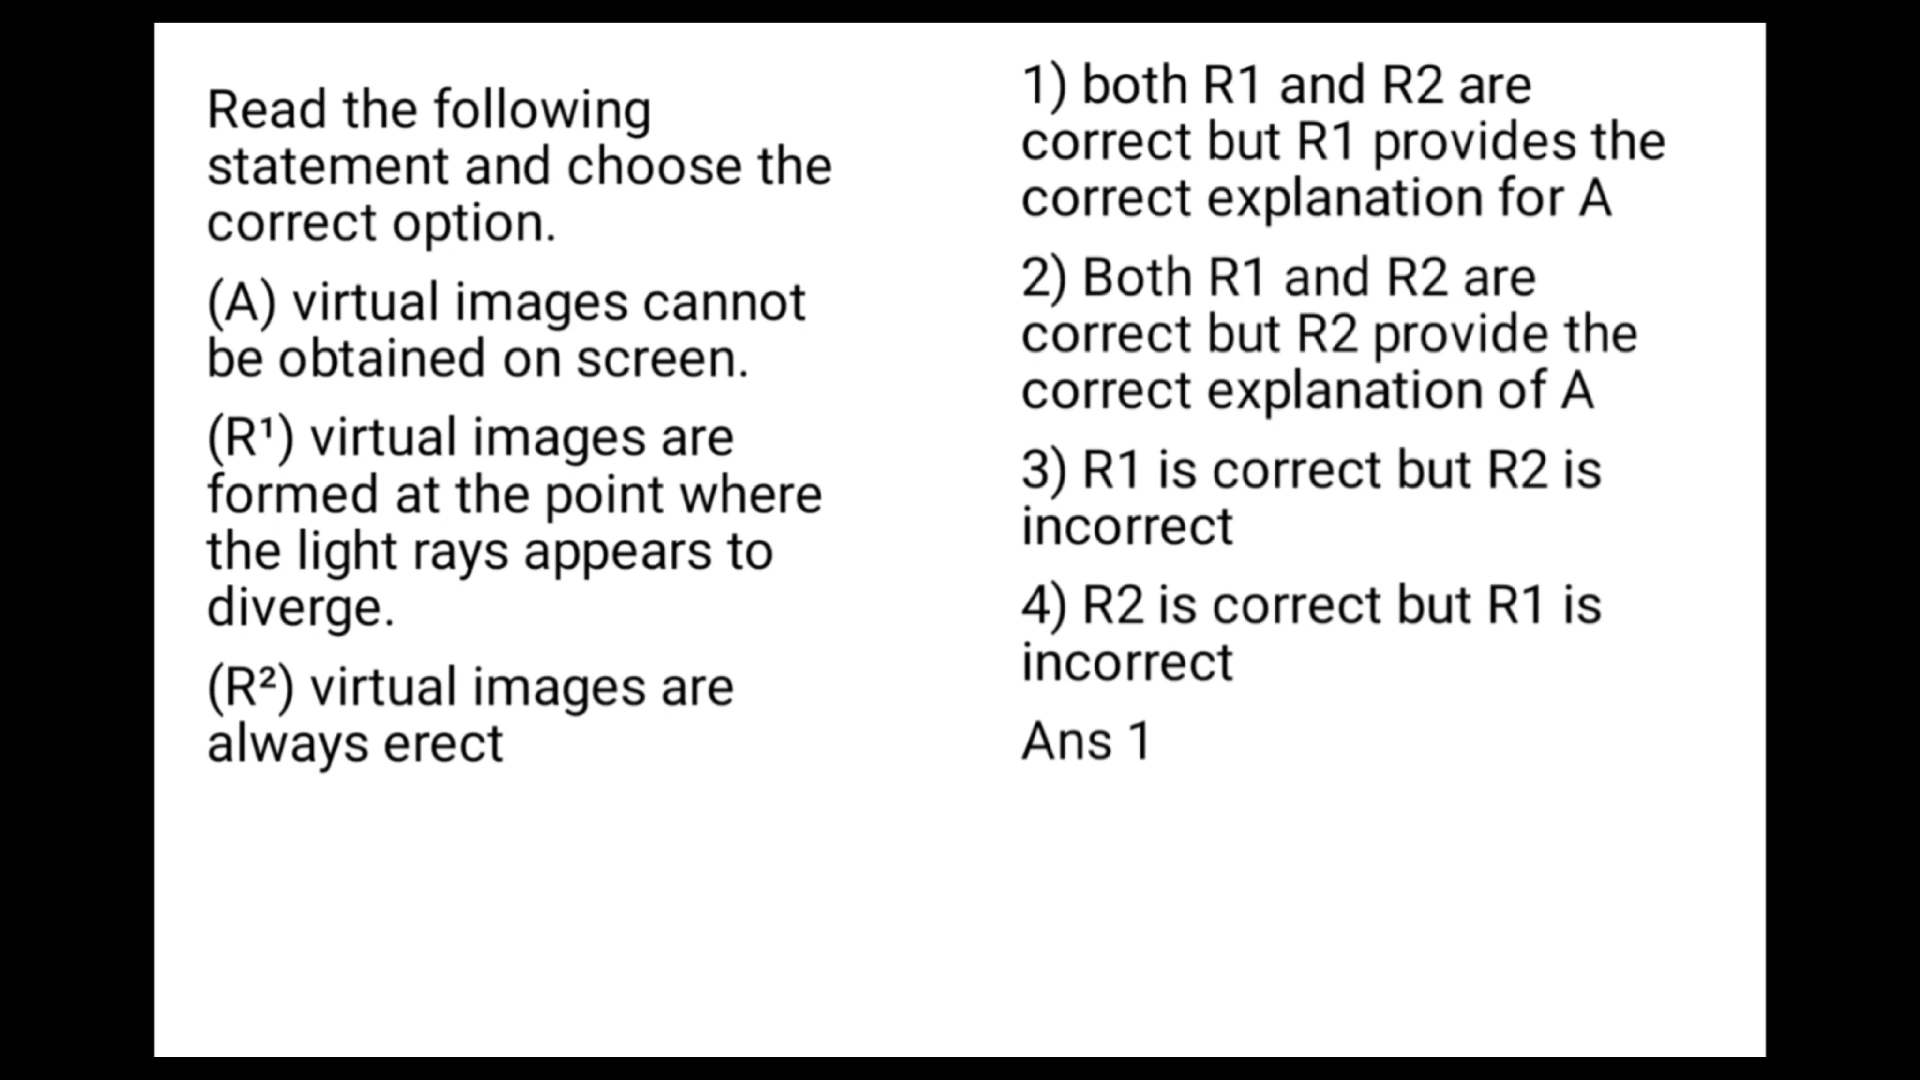 Read the following
statement and choose the
correct option.
(A) virtual images cannot
be obtained on screen.
(R¹) virtual images are
formed at the point where
the light rays appears to
diverge.
(R²) virtual images are
always erect
1) both R1 and R2 are
correct but R1 provides the
correct explanation for A
2) Both R1 and R2 are
correct but R2 provide the
correct explanation of A
3) R1 is correct but R2 is
incorrect
4) R2 is correct but R1 is
incorrect
Ans 1